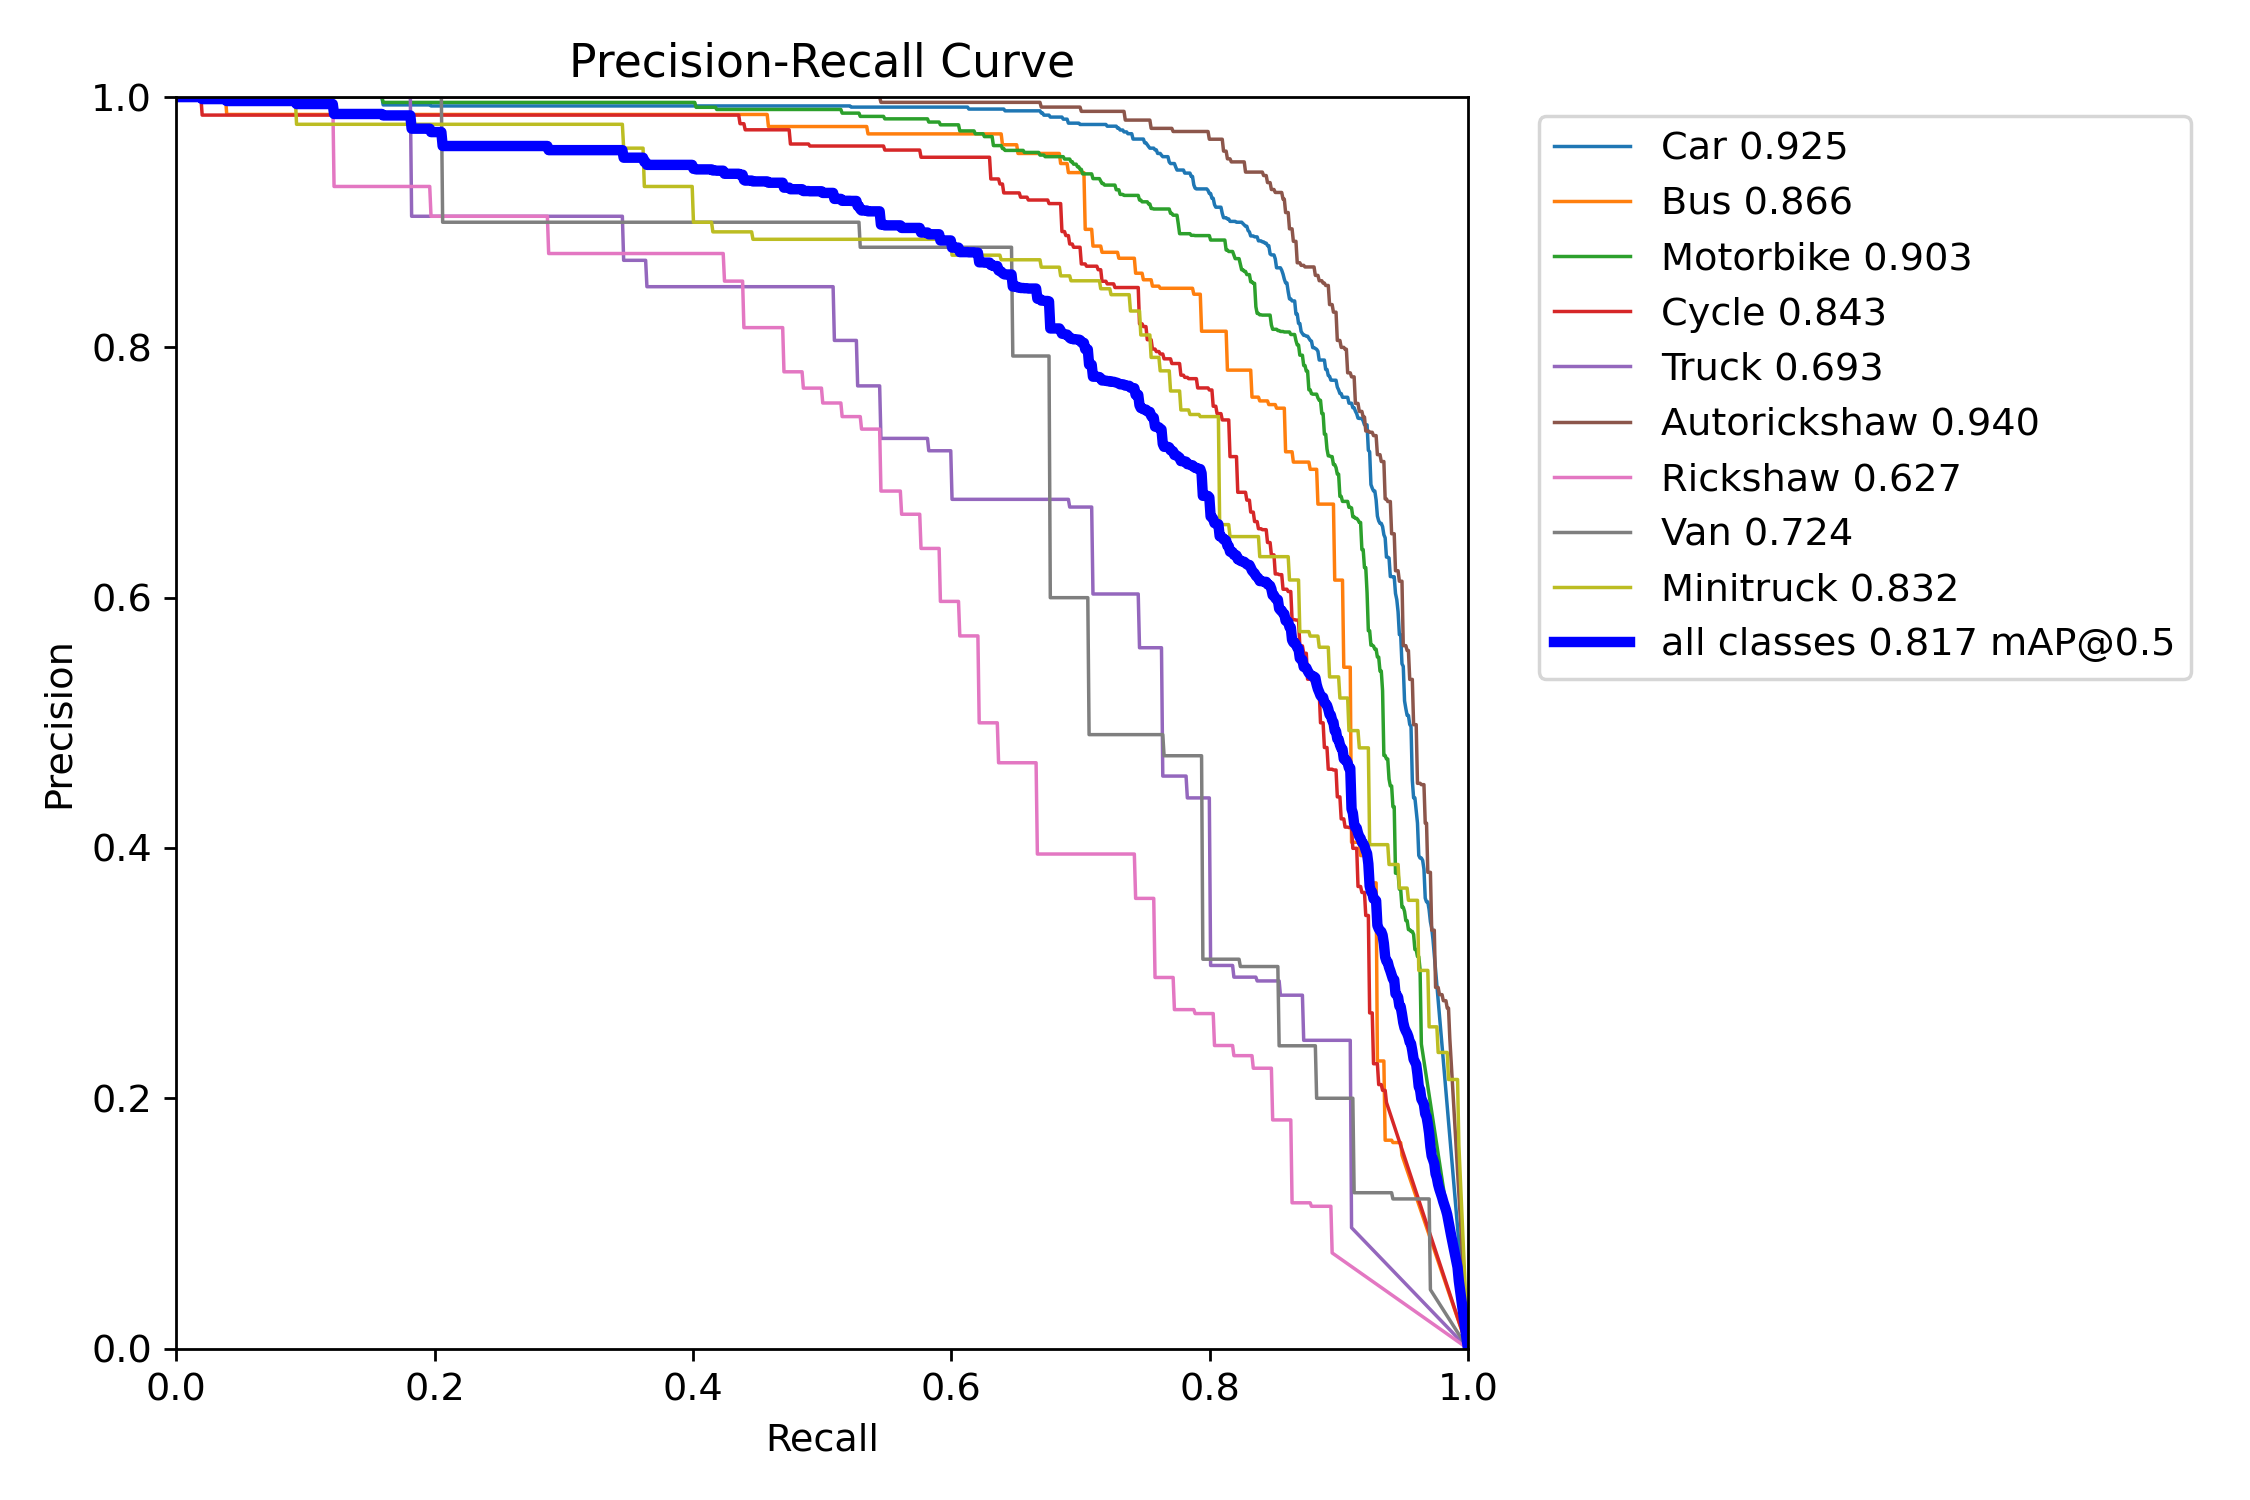 Precision-Recall Curve
1.0
0.8
0.6
0.4
0.2
0.0
Precision
0.0 0.2 0.4 0.6 0.8 1.0
Recall
Car 0.925
Bus 0.866
Motorbike 0.903
Cycle 0.843
Truck 0.693
Autorickshaw 0.940
Rickshaw 0.627
Van 0.724
Minitruck 0.832
all classes 0.817 mAP@0.5